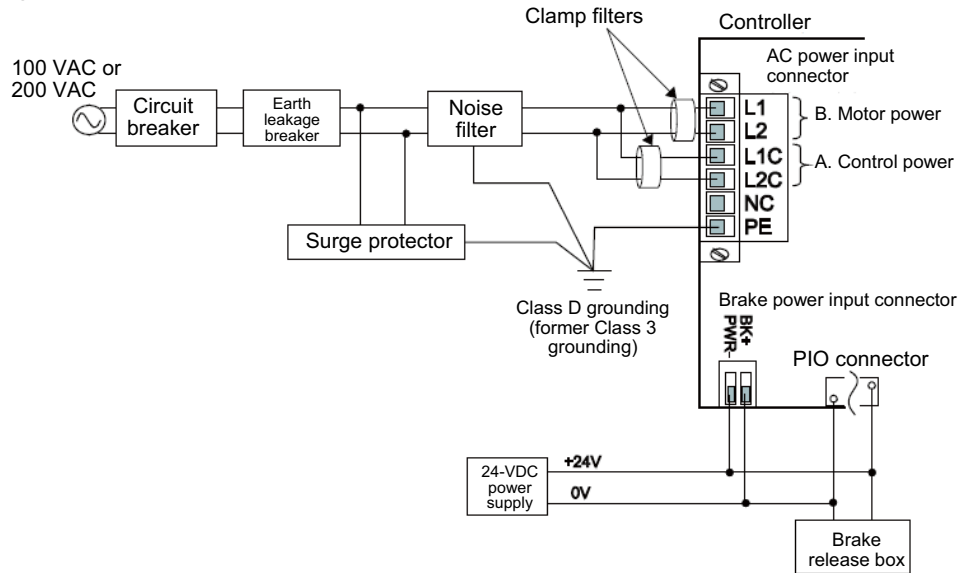 Clamp filters
Controller
100 VAC or
200 VAC
Circuit
breaker
Earth
leakage
breaker
Noise
filter
AC power input
connector
L1
L2
L1C
L2C
NC
PE
B. Motor power
A. Control power
Surge protector
Class D grounding
(former Class 3
grounding)
Brake power input connector
PWR-
BK+
PIO connector
24-VDC
power
supply
+24V
0V
Brake
release box